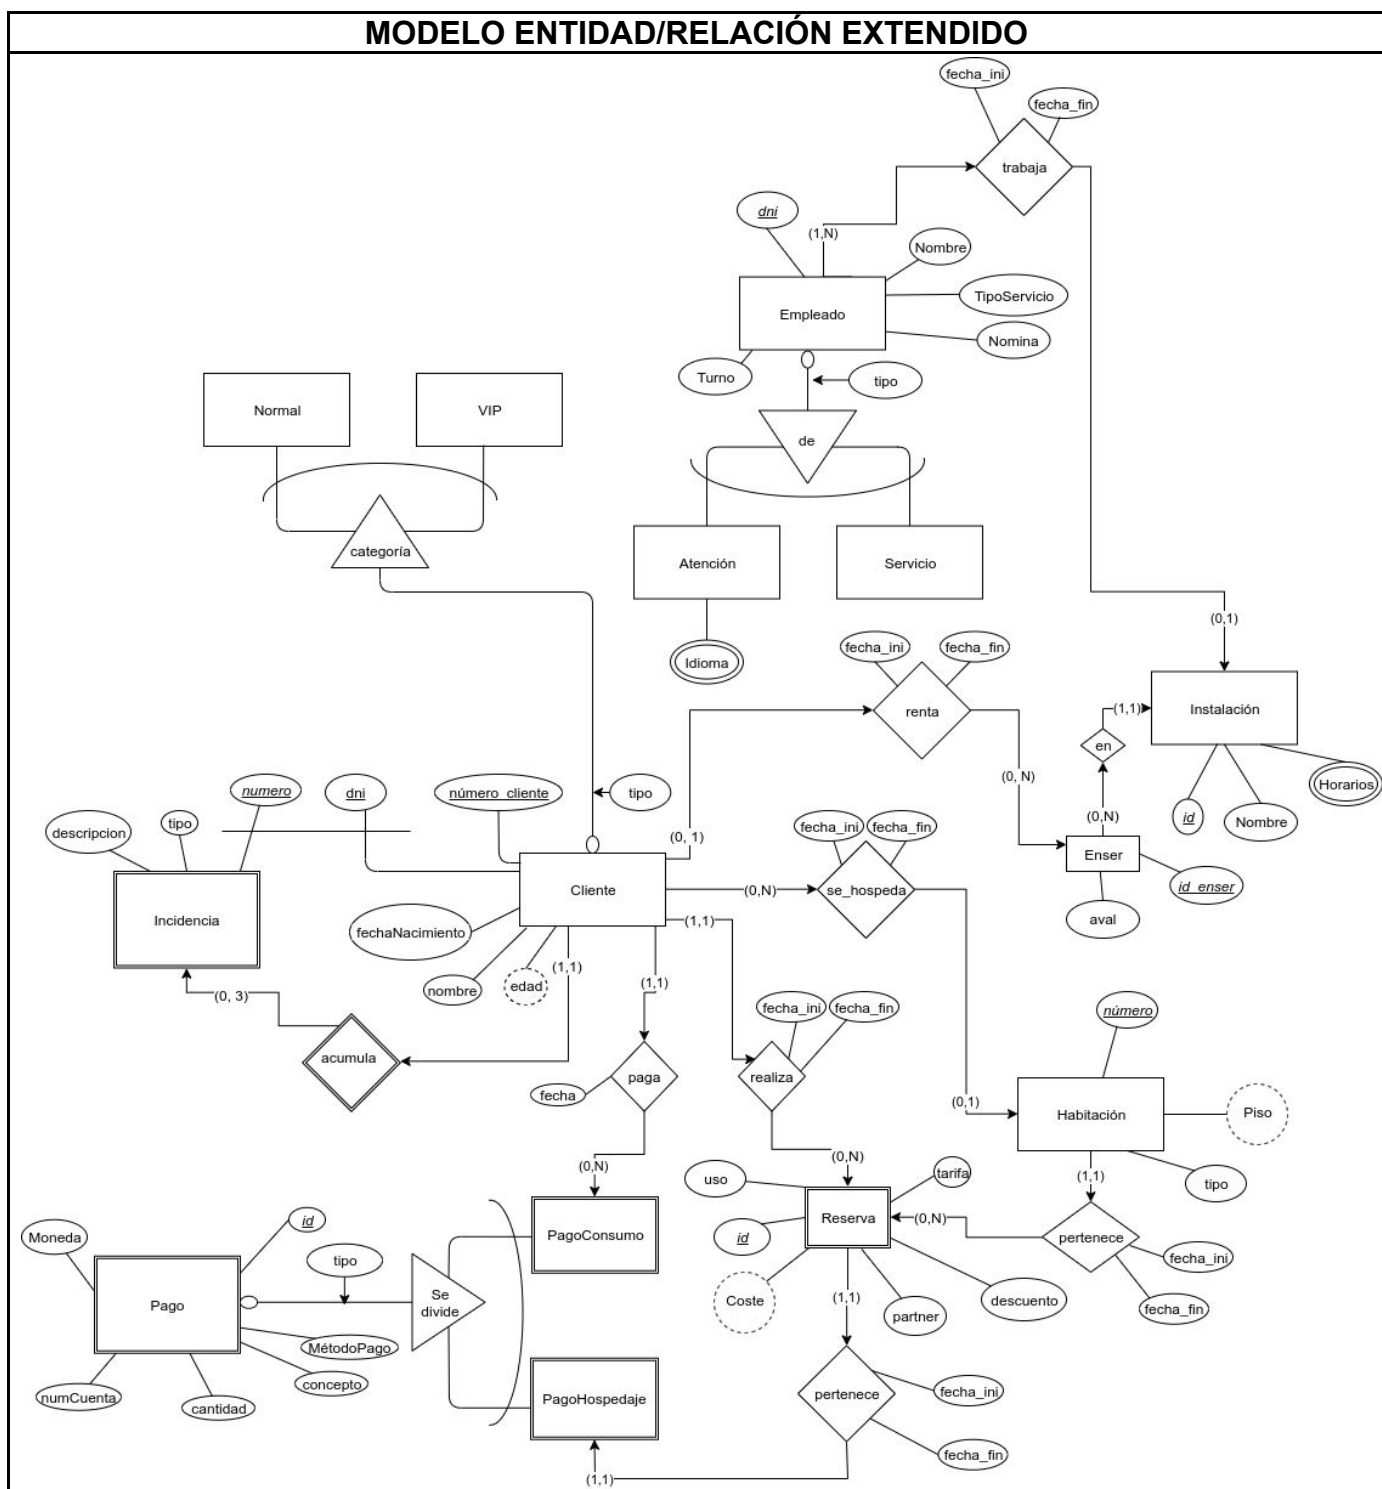 MODELO ENTIDAD/RELACIÓN EXTENDIDO
fecha_ini
fecha_fin
trabaja
dni
(1,N)
Nombre
TipoServicio
Empleado
Nomina
Turno
tipo
Normal
VIP
de
categoría
Atención
Servicio
(0,1)
Idioma
fecha_ini
fecha_fin
renta
(1,1)
Instalación
en
numero
dni
número_cliente
tipo
(0, N)
Horarios
descripcion
tipo
(0,N)
id
Nombre
(0, 1)
fecha_ini
fecha_fin
Enser
Cliente
(0,N)
se_hospeda
id_enser
Incidencia
aval
fechaNacimiento
(1,1)
(1,1)
edad
nombre
(1,1)
(0, 3)
fecha_ini
fecha_fin
número
acumula
paga
realiza
fecha
(0,1)
Habitación
Piso
(0,N)
(0,N)
tarifa
(1,1)
tipo
uso
id
Reserva
(0,N)
pertenece
Moneda
id
PagoConsumo
fecha_ini
tipo
Se
divide
Coste
(1,1)
descuento
fecha_fin
Pago
partner
MétodoPago
concepto
numCuenta
cantidad
PagoHospedaje
pertenece
fecha_ini
fecha_fin
(1,1)